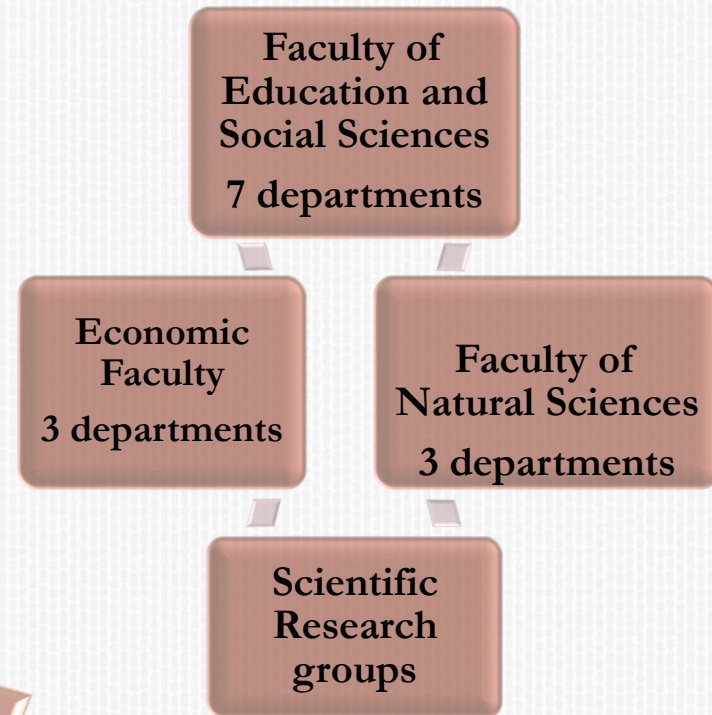 Faculty of
Education and
Social Sciences
7 departments
Economic
Faculty
3 departments
Faculty of
Natural Sciences
3 departments
Scientific
Research
groups